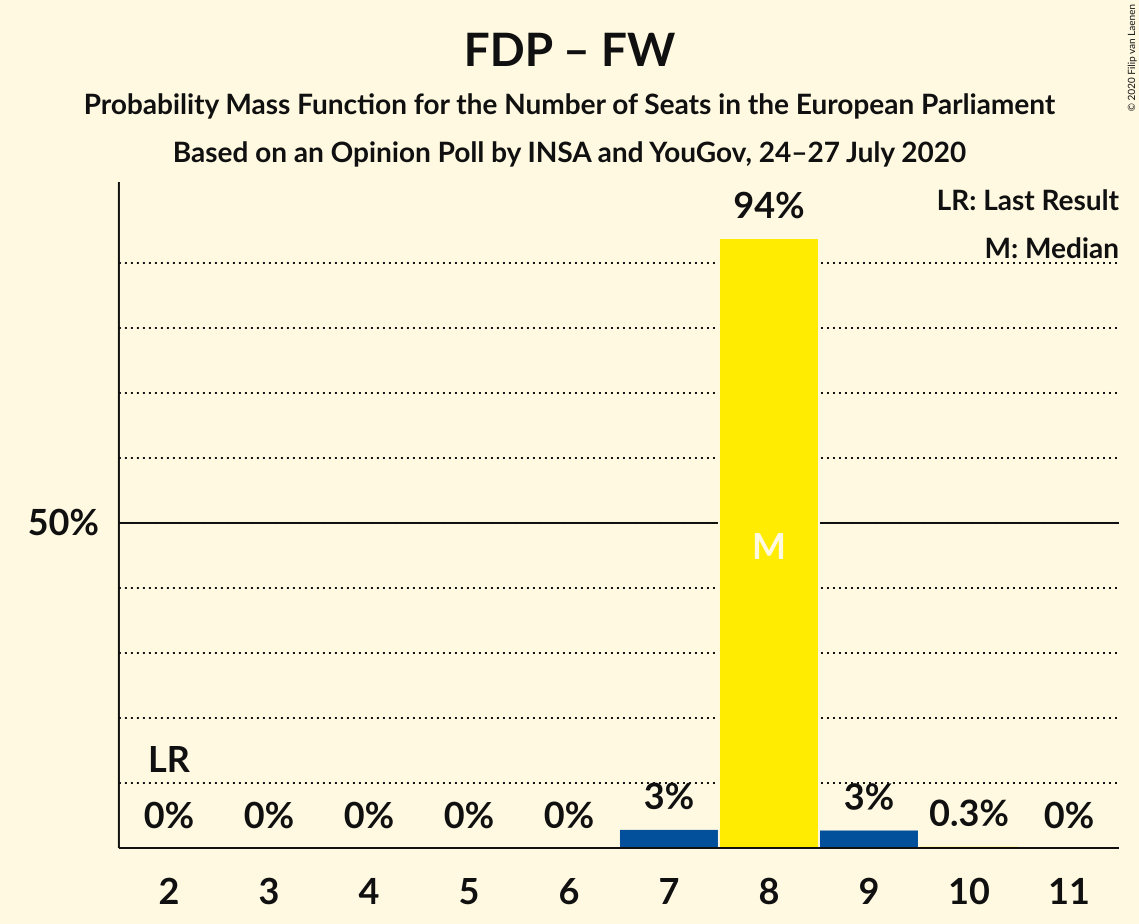 FDP – FW
Probability Mass Function for the Number of Seats in the European Parliament
Based on an Opinion Poll by INSA and YouGov, 24–27 July 2020
© 2020 Filip van Laenen
LR: Last Result
M: Median
94%
50%
M
LR
0% 0% 0% 0% 0% 3% 3% 0.3% 0%
2 3 4 5 6 7 8 9 10 11